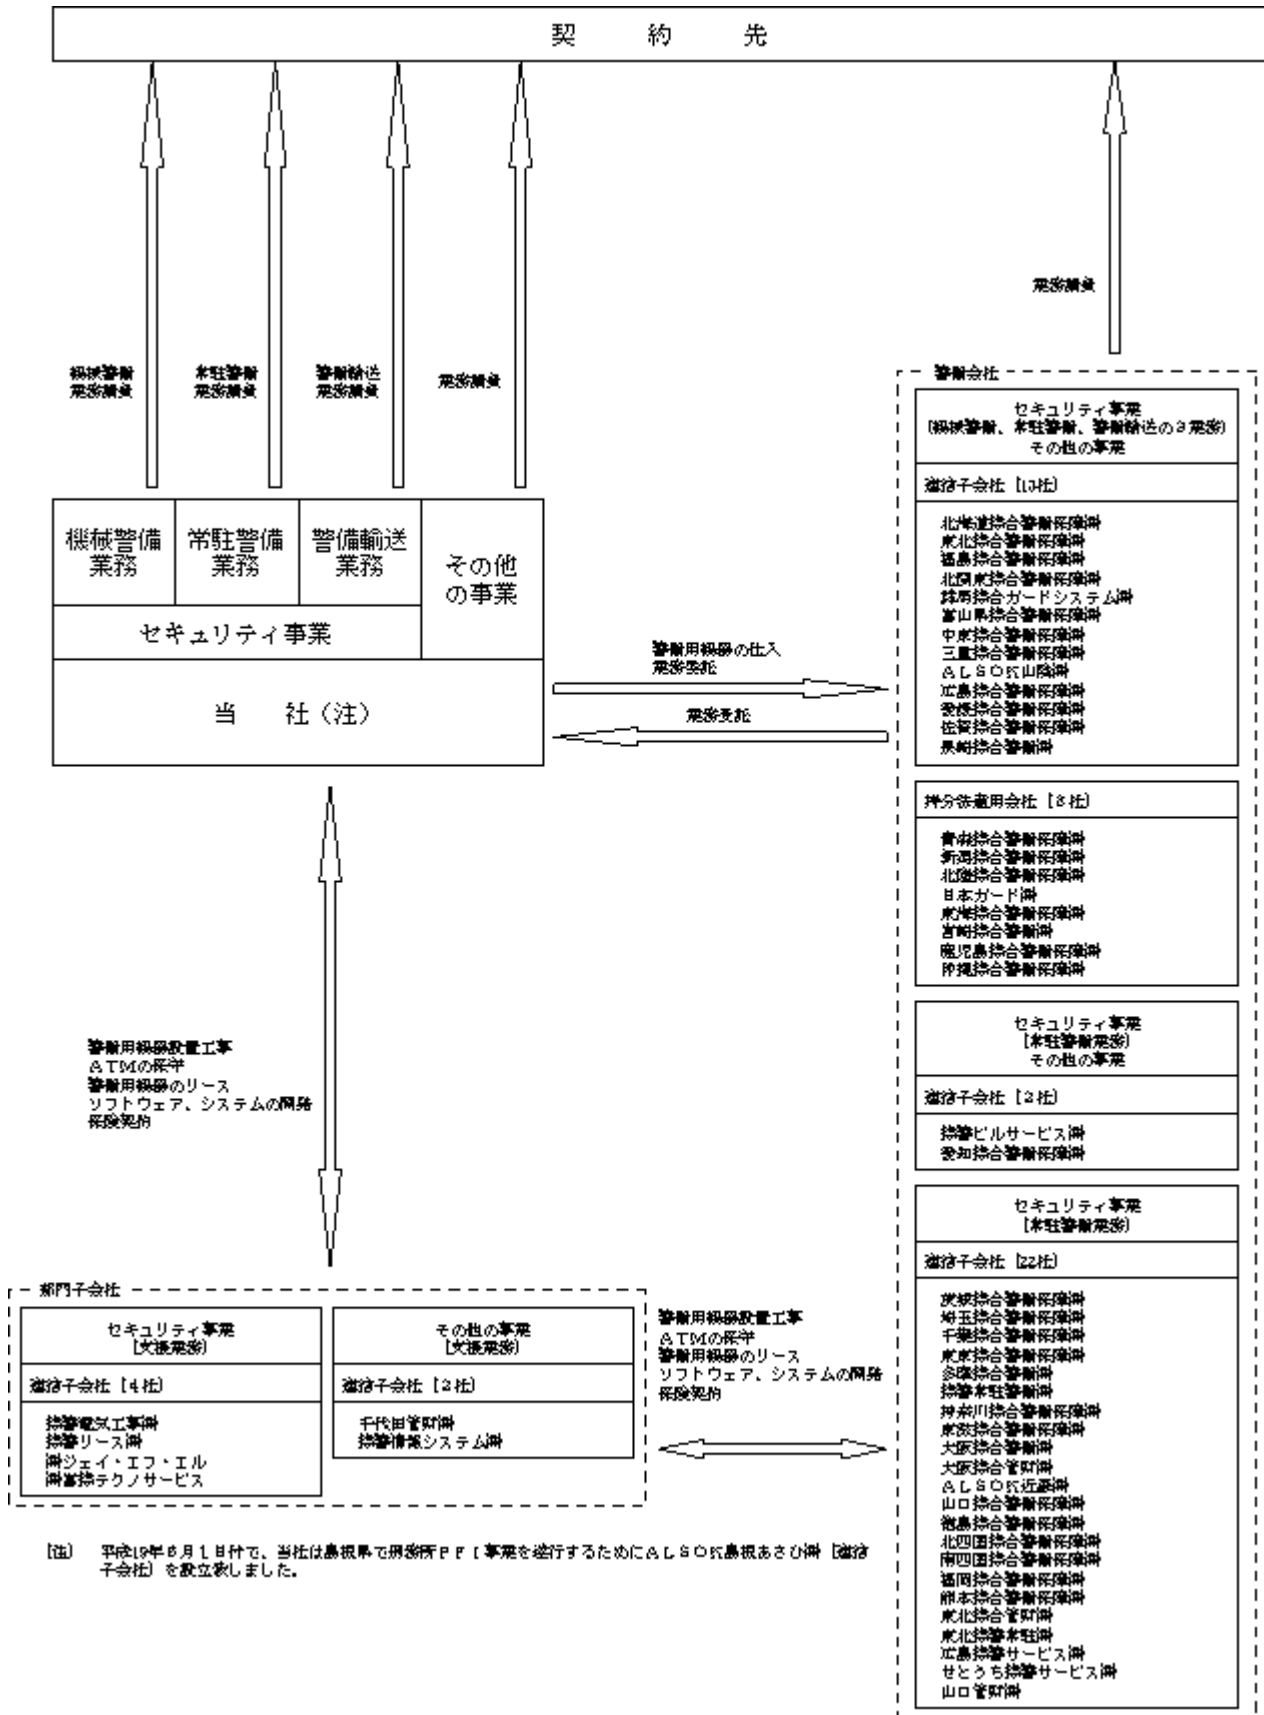 契 約 先
業務請負
機械警備
業務請負
常駐警備
業務請負
警備輸送
業務請負
業務請負
機械警備
業務
常駐警備
業務
警備輸送
業務
その他
の事業
セキュリティ事業
当 社（注）
警備用機器の仕入
業務委託
業務受託
警備会社
セキュリティ事業
（機械警備、常駐警備、警備輸送の3業務）
その他の事業
連結子会社（13社）
北海道綜合警備保障㈱
東北綜合警備保障㈱
福島綜合警備保障㈱
北関東綜合警備保障㈱
群馬綜合ガードシステム㈱
富山県綜合警備保障㈱
中京綜合警備保障㈱
三重綜合警備保障㈱
ＡＬＳＯＫ山陰㈱
広島綜合警備保障㈱
愛媛綜合警備保障㈱
佐賀綜合警備保障㈱
長崎綜合警備㈱
持分法適用会社（8社）
青森綜合警備保障㈱
新潟綜合警備保障㈱
北陸綜合警備保障㈱
日本ガード㈱
東海綜合警備保障㈱
宮崎綜合警備㈱
鹿児島綜合警備保障㈱
沖縄綜合警備保障㈱
セキュリティ事業
（常駐警備業務）
その他の事業
連結子会社（2社）
綜警ビルサービス㈱
愛知綜合警備保障㈱
セキュリティ事業
（常駐警備業務）
連結子会社（22社）
茨城綜合警備保障㈱
埼玉綜合警備保障㈱
千葉綜合警備保障㈱
東京綜合警備保障㈱
多摩綜合警備㈱
綜警常駐警備㈱
神奈川綜合警備保障㈱
東海綜合警備保障㈱
大阪綜合警備㈱
大阪綜合管財㈱
ＡＬＳＯＫ近畿㈱
山口綜合警備保障㈱
徳島綜合警備保障㈱
北四国綜合警備保障㈱
南四国綜合警備保障㈱
福岡綜合警備保障㈱
熊本綜合警備保障㈱
東北綜合管財㈱
東北綜警常駐㈱
広島綜警サービス㈱
せとうち綜警サービス㈱
山口管財㈱
警備用機器設置工事
ＡＴＭの保守
警備用機器のリース
ソフトウェア、システムの開発
保険契約
部門子会社
セキュリティ事業
（支援業務）
連結子会社（4社）
綜警電気工事㈱
綜警リース㈱
㈱ジェイ・エフ・エル
㈱富綜テクノサービス
その他の事業
（支援業務）
連結子会社（2社）
千代田管財㈱
綜警情報システム㈱
警備用機器設置工事
ＡＴＭの保守
警備用機器のリース
ソフトウェア、システムの開発
保険契約
（注） 平成19年6月1日付で、当社は島根県で刑務所ＰＦＩ事業を遂行するためにＡＬＳＯＫ島根あさひ㈱（連結
子会社）を設立致しました。